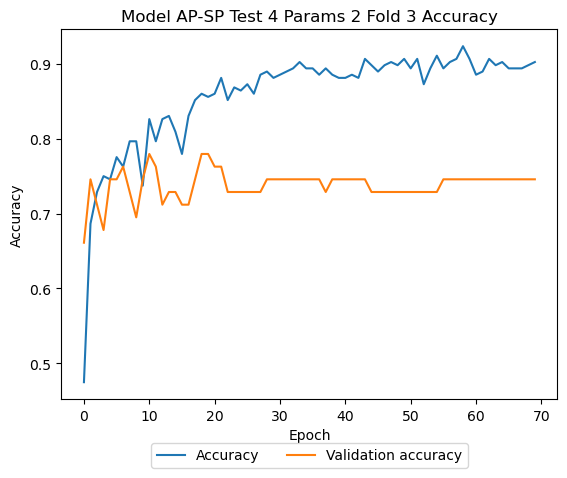 Model AP-SP Test 4 Params 2 Fold 3 Accuracy
Accuracy
0.9
0.8
0.7
0.6
0.5
0 10 20 30 40 50 60 70
Epoch
Accuracy Validation accuracy